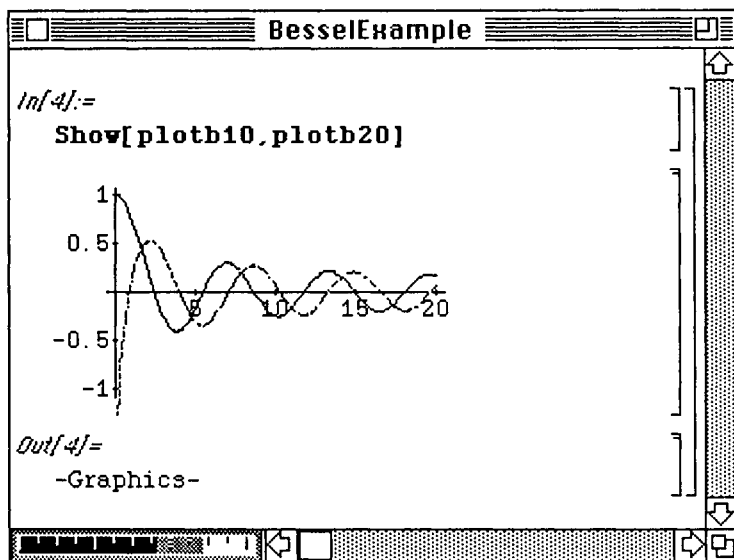 BesselExample
In[4]:=
Show[plotb10,plotb20]
1
0.5
5 10 15 20
-0.5
-1
Out[4]=
-Graphics-